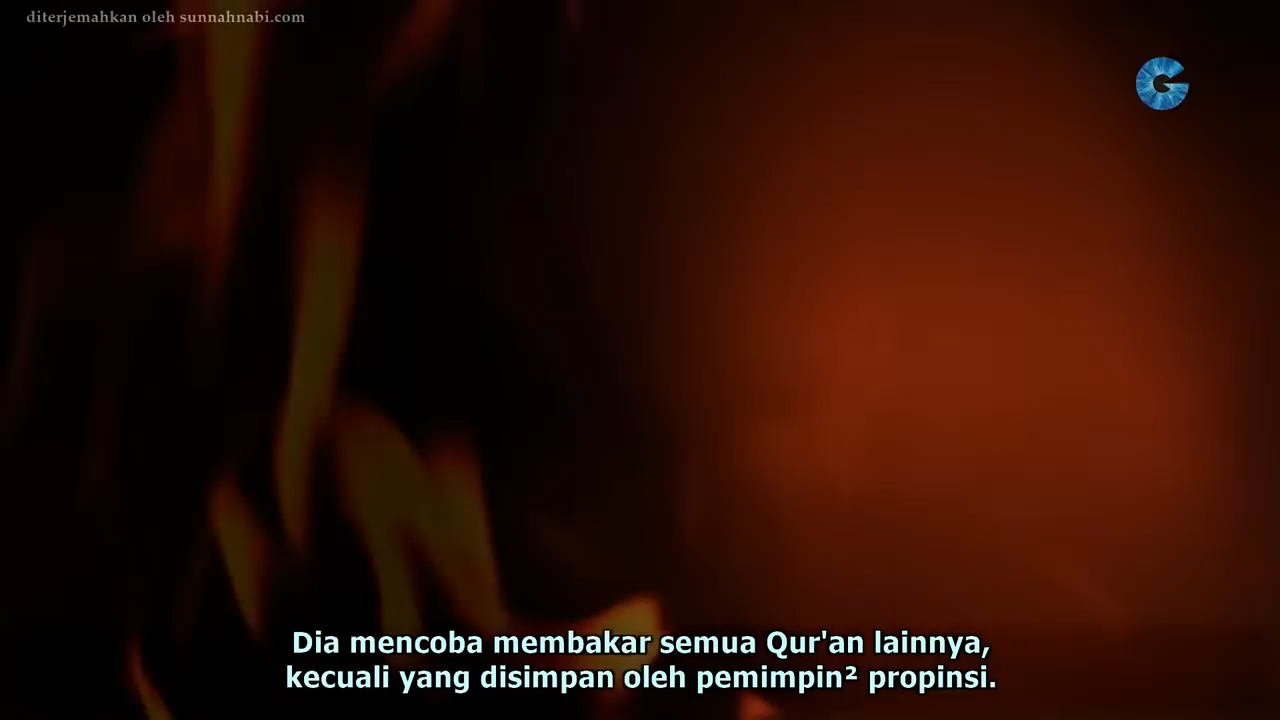 diterjemahkan oleh sunnahnabi.com
G
Dia mencoba membakar semua Qur'an lainnya,
kecuali yang disimpan oleh pemimpin² propinsi.